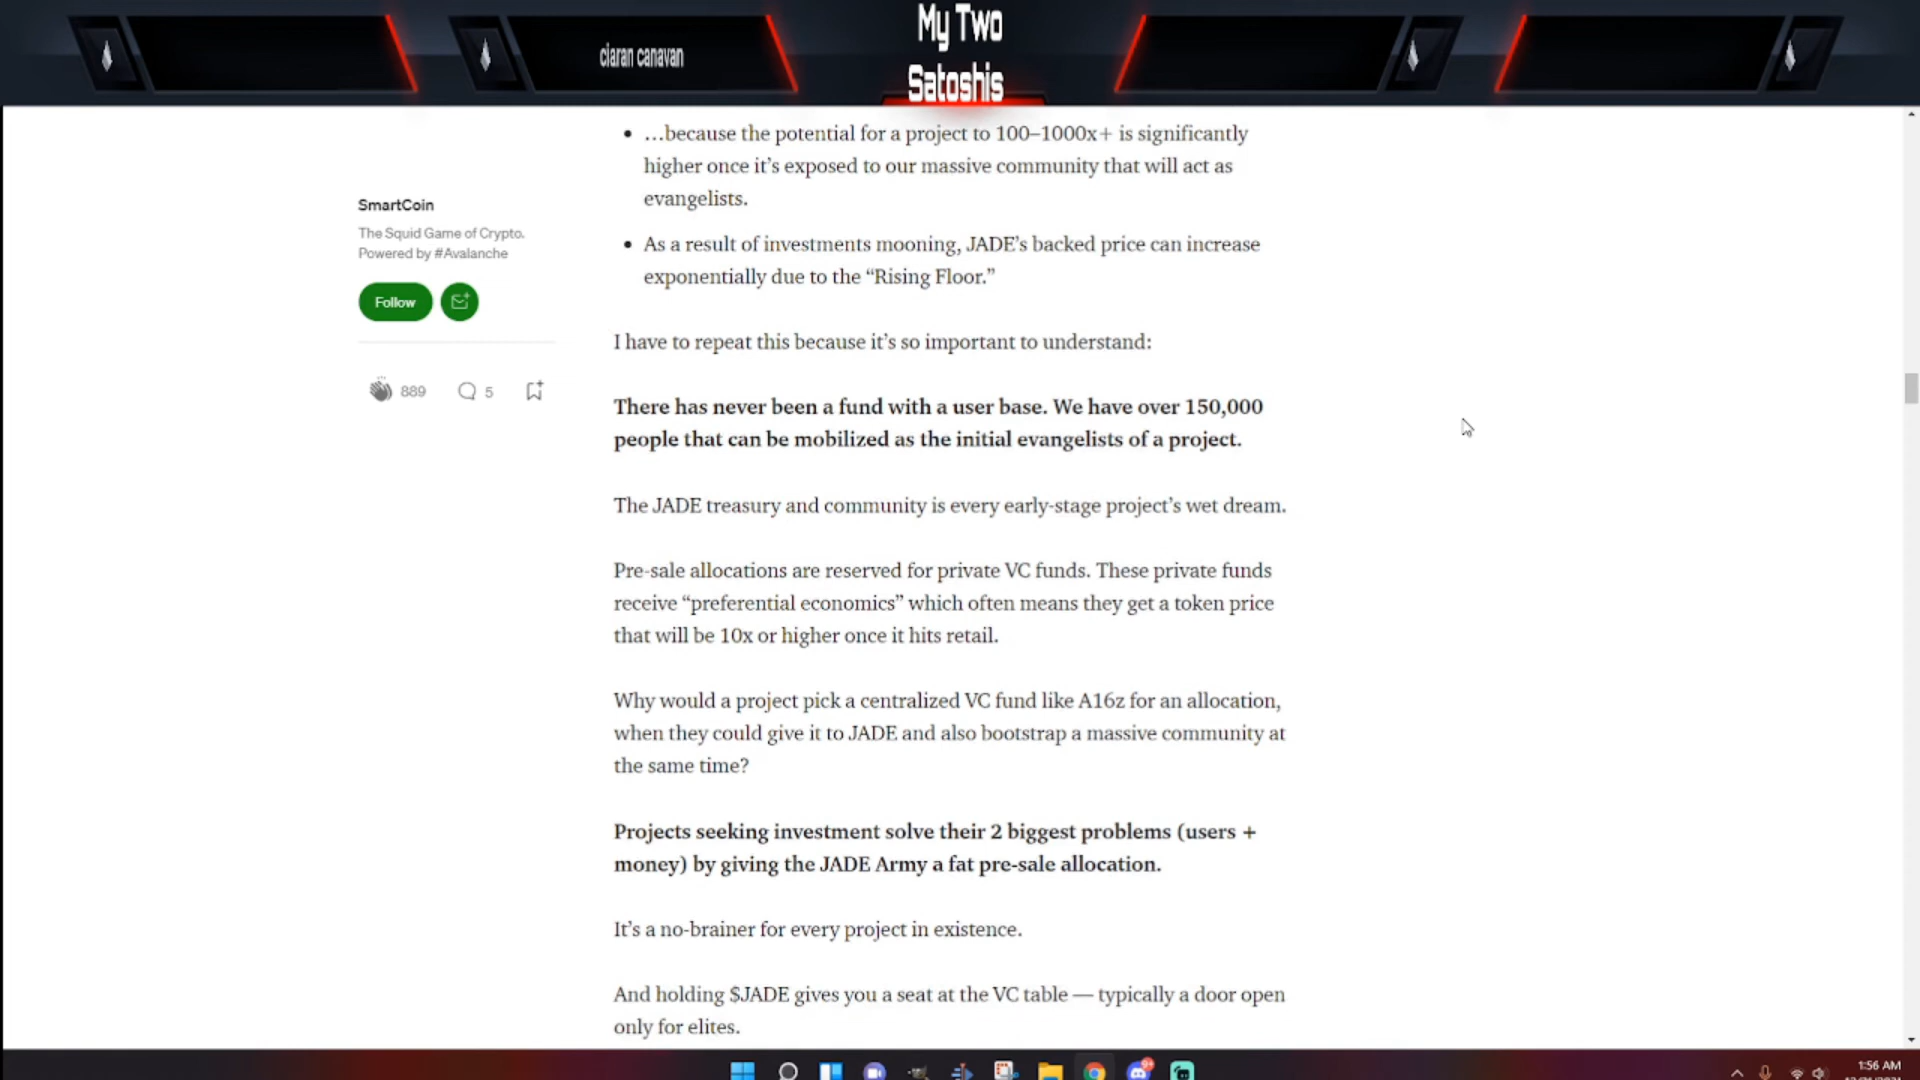 My Two
Satoshis
ciaran canavan
…because the potential for a project to 100–1000x+ is significantly
higher once it’s exposed to our massive community that will act as
evangelists.
As a result of investments mooning, JADE’s backed price can increase
exponentially due to the “Rising Floor.”
SmartCoin
The Squid Game of Crypto.
Powered by #Avalanche
Follow
889
5
I have to repeat this because it’s so important to understand:
There has never been a fund with a user base. We have over 150,000
people that can be mobilized as the initial evangelists of a project.
The JADE treasury and community is every early-stage project’s wet dream.
Pre-sale allocations are reserved for private VC funds. These private funds
receive “preferential economics” which often means they get a token price
that will be 10x or higher once it hits retail.
Why would a project pick a centralized VC fund like A16z for an allocation,
when they could give it to JADE and also bootstrap a massive community at
the same time?
Projects seeking investment solve their 2 biggest problems (users +
money) by giving the JADE Army a fat pre-sale allocation.
It’s a no-brainer for every project in existence.
And holding $JADE gives you a seat at the VC table — typically a door open
only for elites.
1:56 AM